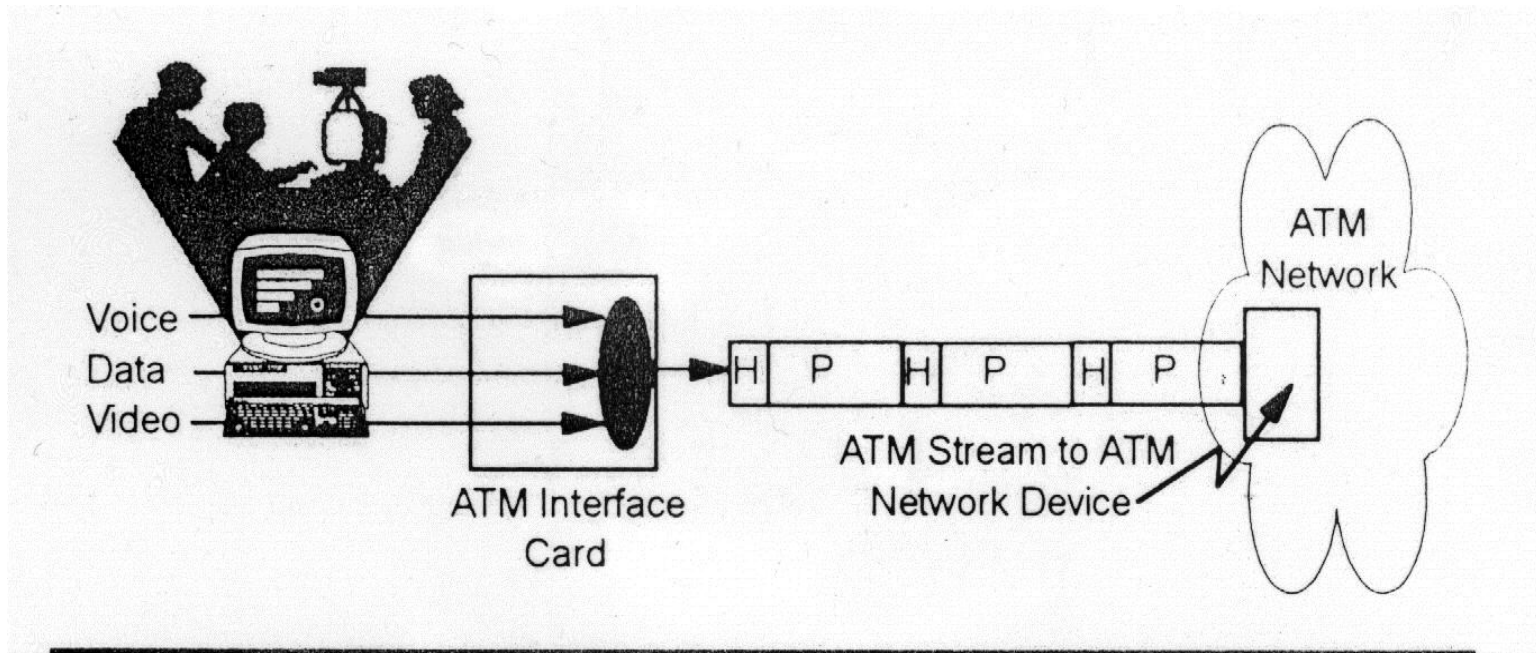 Voice
Data
Video
ATM Interface
Card
H P H P H P
ATM Stream to ATM
Network Device
ATM
Network